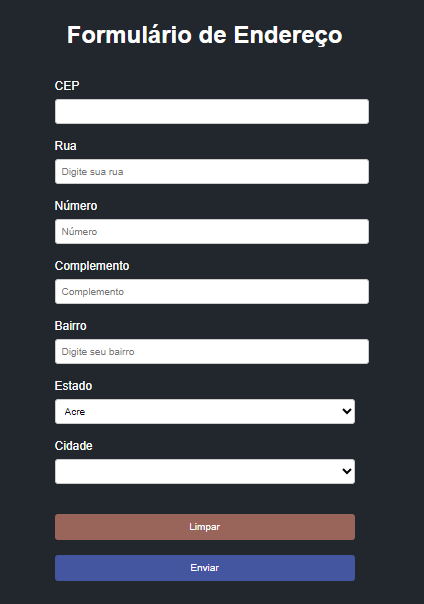 Formulário de Endereço
CEP
Rua
Digite sua rua
Número
Número
Complemento
Complemento
Bairro
Digite seu bairro
Estado
Acre
Cidade
Limpar
Enviar